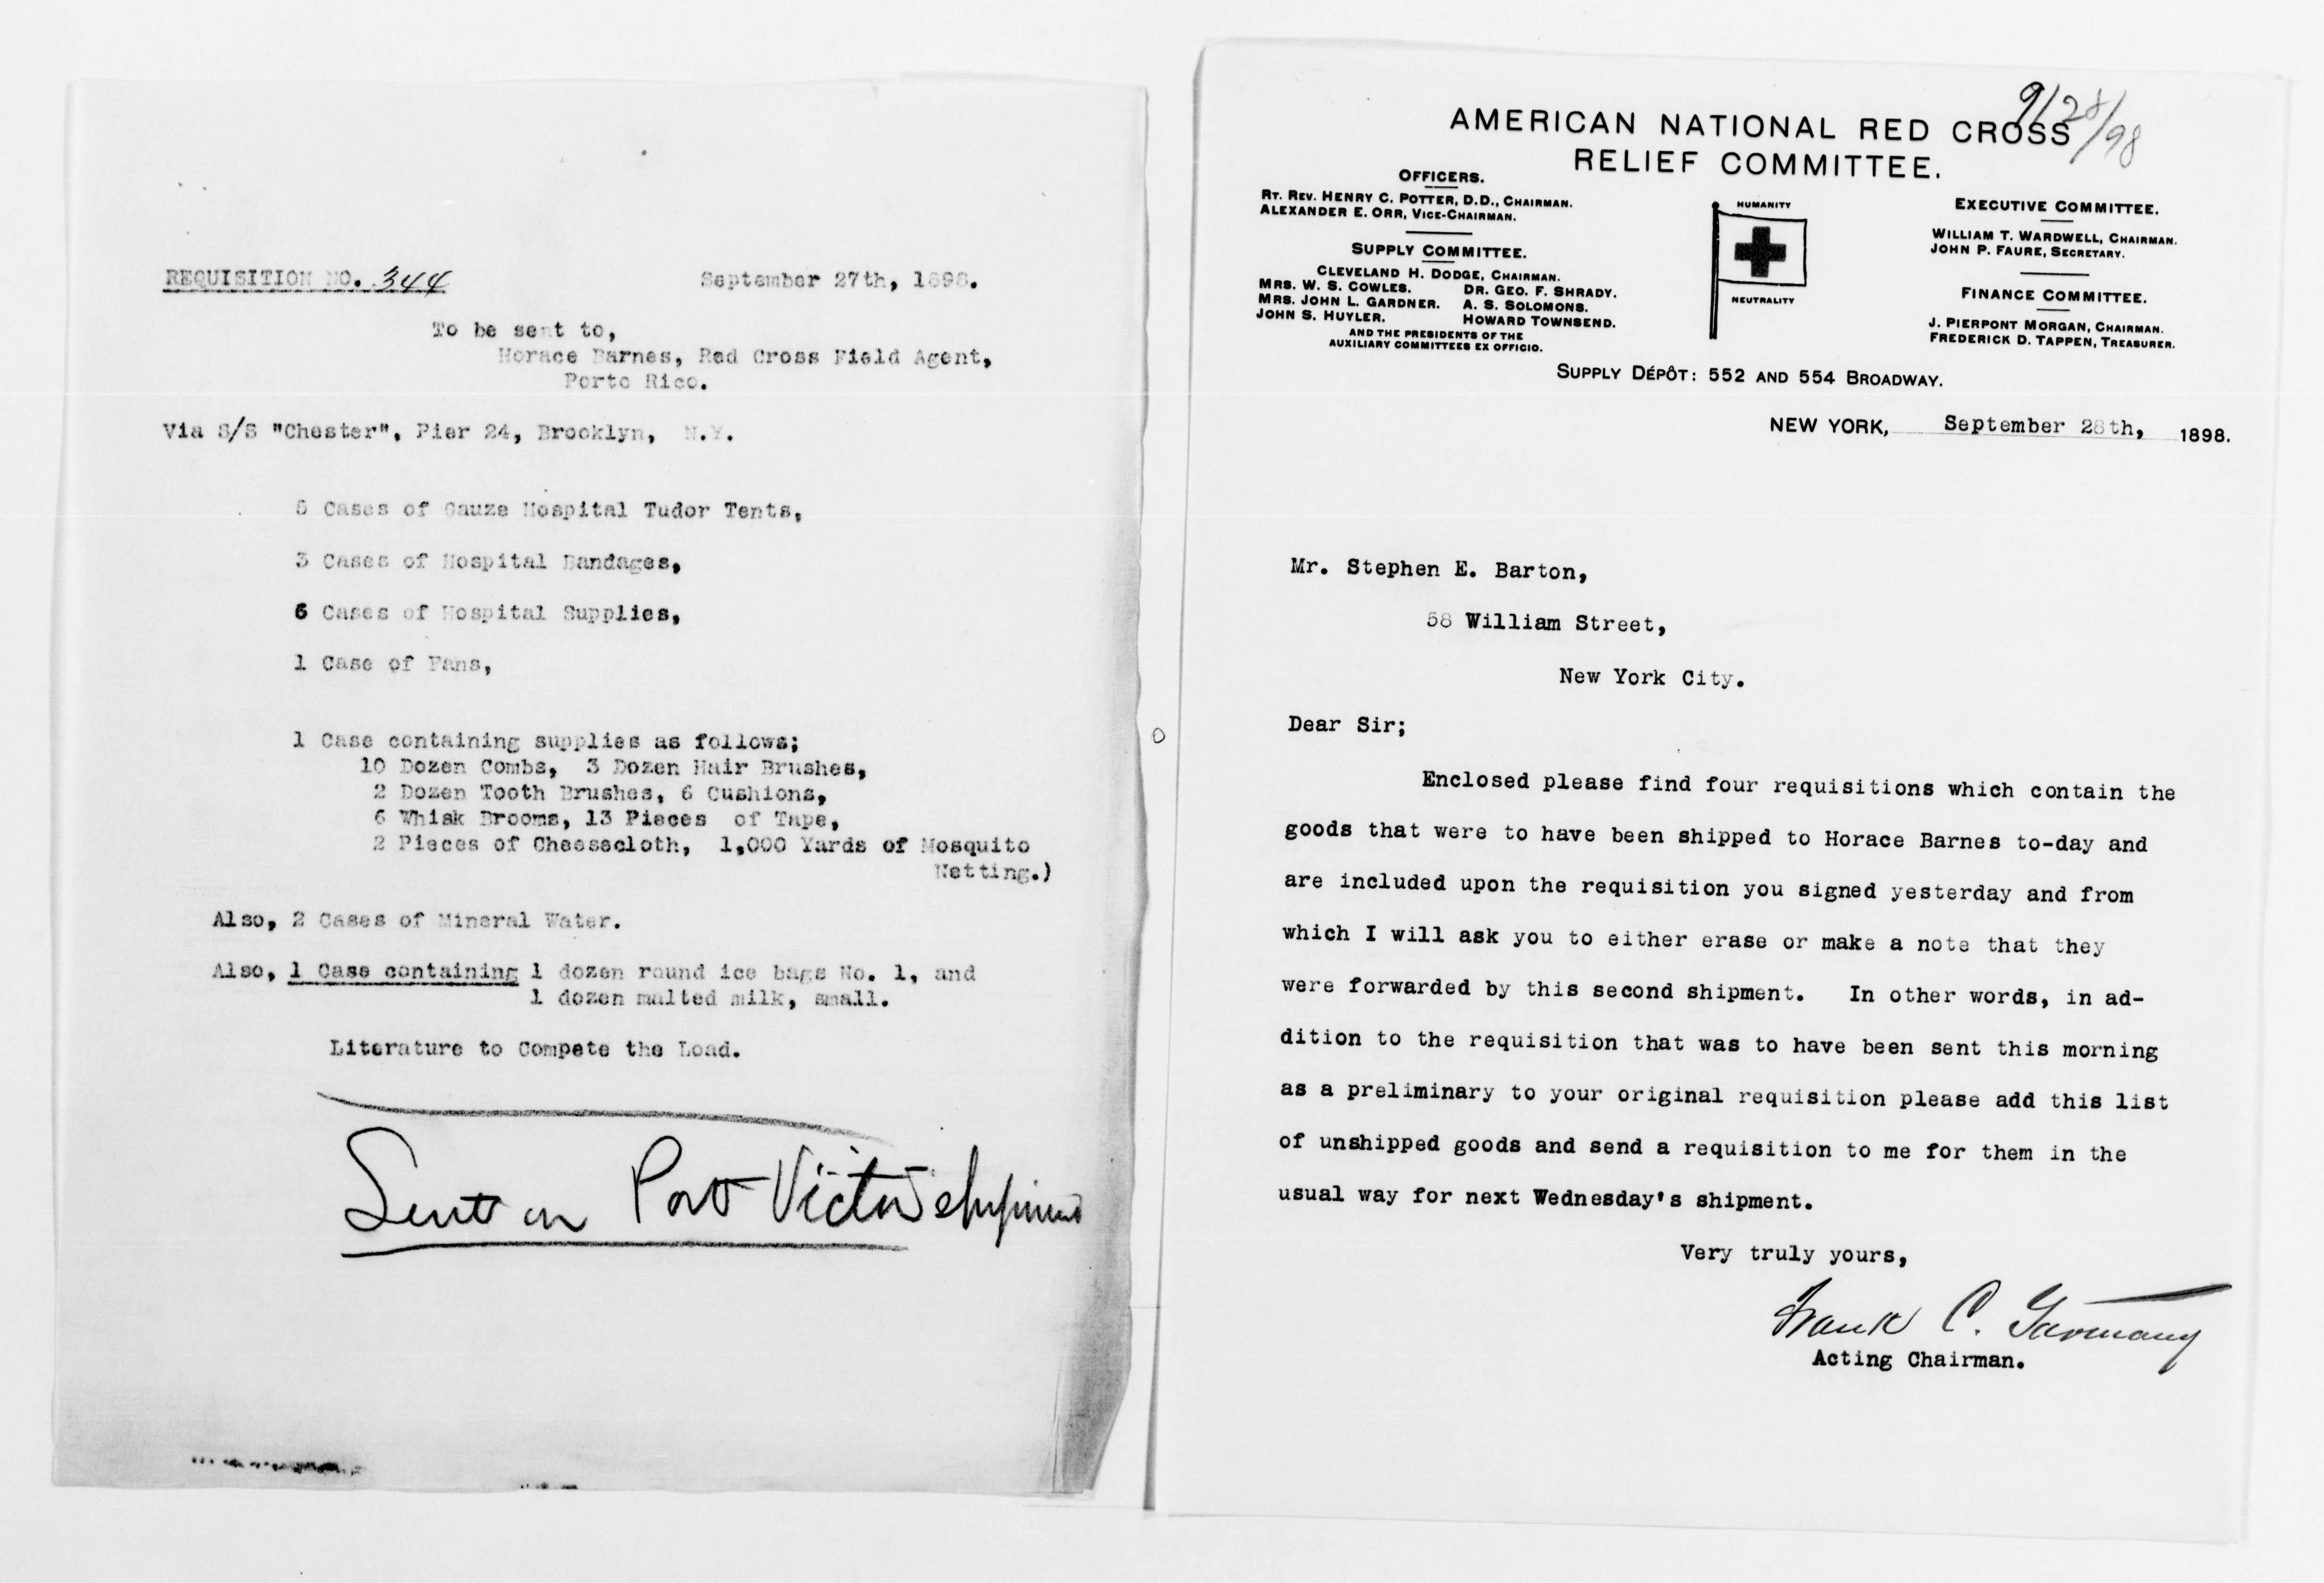 REQUISITION NO. 344
September 27th, 1898.
To be sent to,
Horace Barnes, Red Cross Field Agent,
Porto Rico.
Via S/S "Chester", Pier 24, Brooklyn, N.Y.
5 Cases of Gauze Hospital Tudor Tents,
3 Cases of Hospital Bandages,
6 Cases of Hospital Supplies,
1 Case of Fans,
1 Case containing supplies as follows;
10 Dozen Combs, 3 Dozen Hair Brushes,
2 Dozen Tooth Brushes, 6 Cushions,
6 Whisk Brooms, 13 Pieces of Tape,
2 Pieces of Cheesecloth, 1,000 Yards of Mosquito
Netting.)
Also, 2 Cases of Mineral Water.
Also, 1 Case containing 1 dozen round ice bags No. 1, and
1 dozen malted milk, small.
Literature to Compete the Load.
Sent on Port Victor shipment
9/28/98
AMERICAN NATIONAL RED CROSS
RELIEF COMMITTEE.
OFFICERS.
RT. REV. HENRY C. POTTER, D.D., CHAIRMAN.
ALEXANDER E. ORR, VICE-CHAIRMAN.
SUPPLY COMMITTEE.
CLEVELAND H. DODGE, CHAIRMAN.
MRS. W. S. COWLES. DR. GEO. F. SHRADY.
MRS. JOHN L. GARDNER. A. S. SOLOMONS.
JOHN S. HUYLER. HOWARD TOWNSEND.
AND THE PRESIDENTS OF THE
AUXILIARY COMMITTEES EX OFFICIO.
HUMANITY
NEUTRALITY
EXECUTIVE COMMITTEE.
WILLIAM T. WARDWELL, CHAIRMAN.
JOHN P. FAURE, SECRETARY.
FINANCE COMMITTEE.
J. PIERPONT MORGAN, CHAIRMAN.
FREDERICK D. TAPPEN, TREASURER.
SUPPLY DÉPÔT: 552 AND 554 BROADWAY.
NEW YORK, September 28th, 1898.
Mr. Stephen E. Barton,
58 William Street,
New York City.
Dear Sir;
Enclosed please find four requisitions which contain the
goods that were to have been shipped to Horace Barnes to-day and
are included upon the requisition you signed yesterday and from
which I will ask you to either erase or make a note that they
were forwarded by this second shipment. In other words, in ad-
dition to the requisition that was to have been sent this morning
as a preliminary to your original requisition please add this list
of unshipped goods and send a requisition to me for them in the
usual way for next Wednesday's shipment.
Very truly yours,
Frank C. Garmany
Acting Chairman.